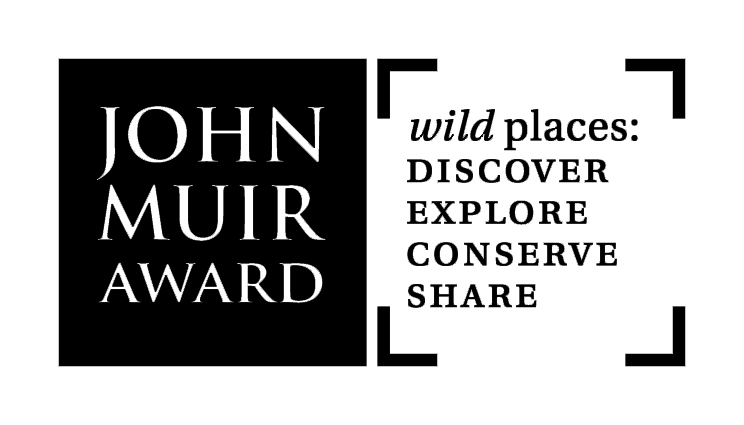 JOHN
MUIR
AWARD
wild places:
DISCOVER
EXPLORE
CONSERVE
SHARE